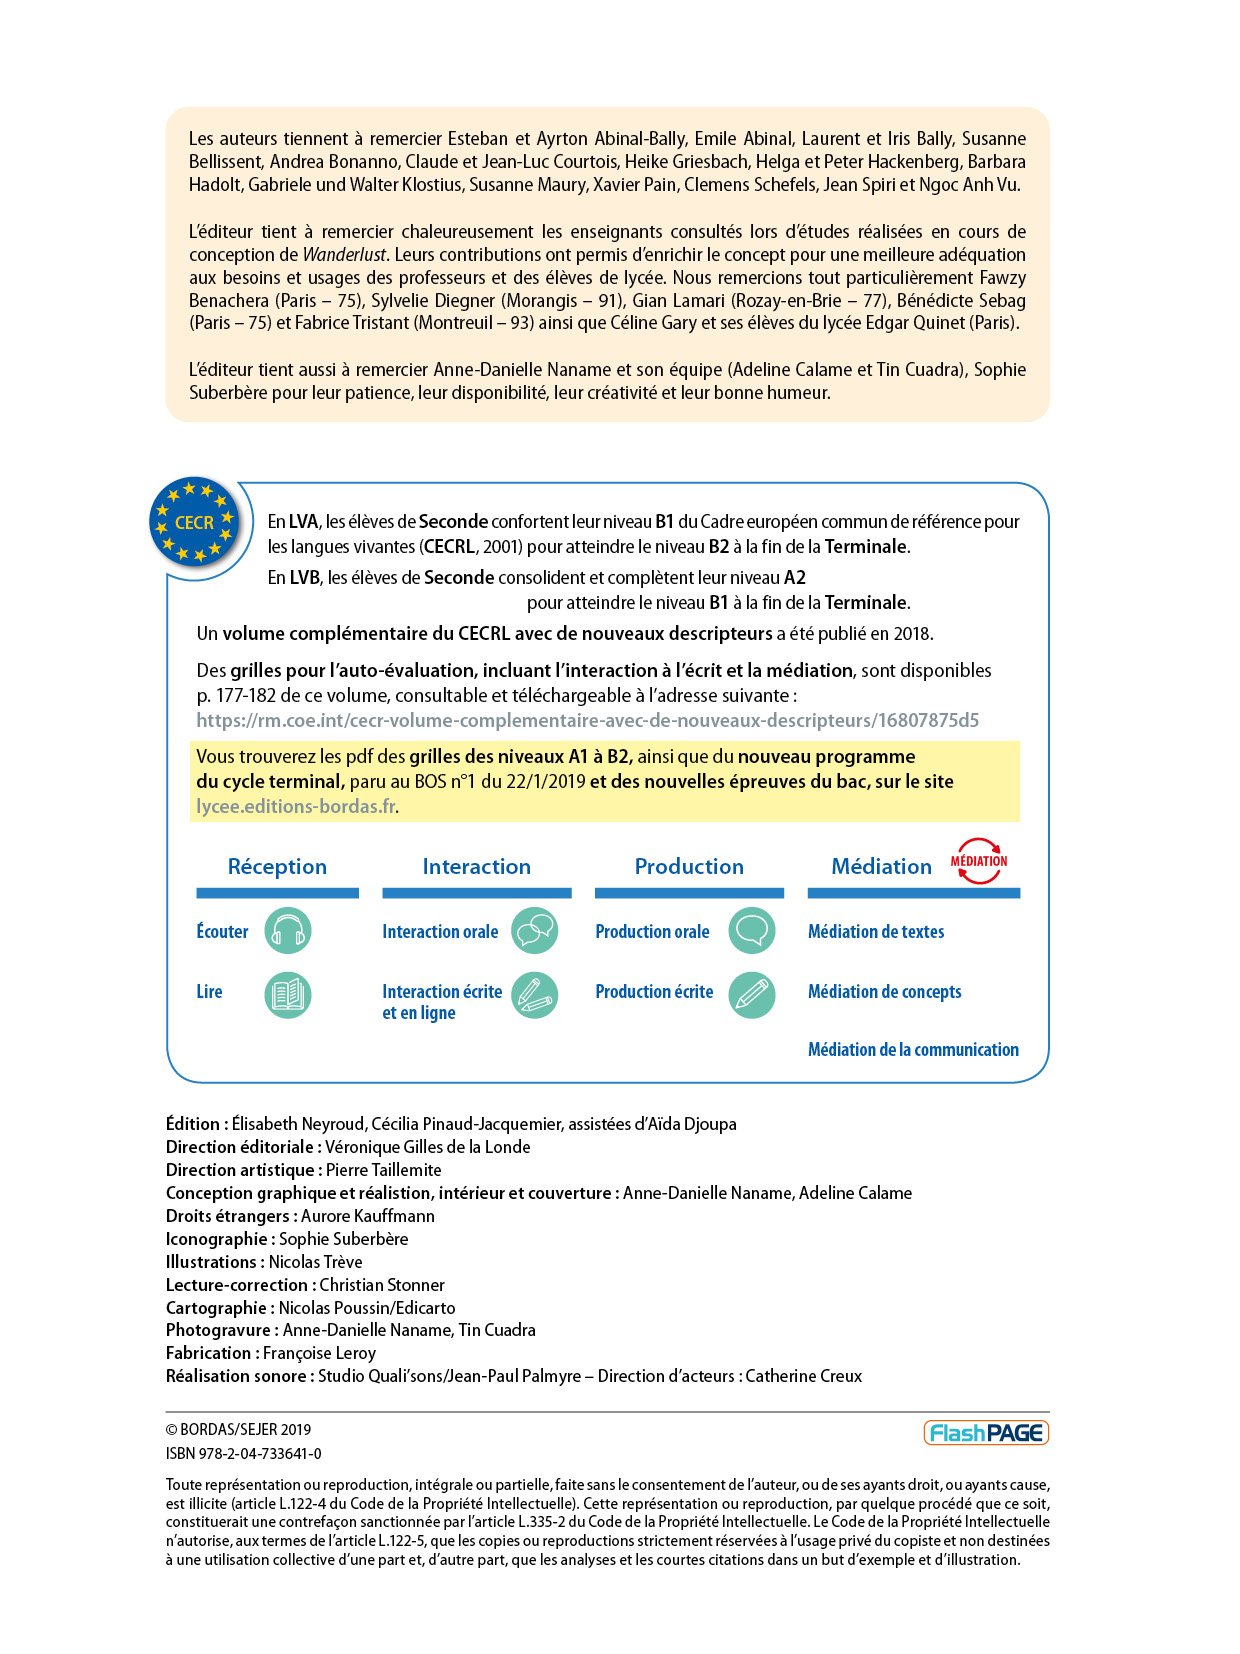 Les auteurs tiennent à remercier Esteban et Ayrton Abinal-Bally, Emile Abinal, Laurent et Iris Bally, Susanne
Bellissent, Andrea Bonanno, Claude et Jean-Luc Courtois, Heike Griesbach, Helga et Peter Hackenberg, Barbara
Hadolt, Gabriele und Walter Klostius, Susanne Maury, Xavier Pain, Clemens Schefels, Jean Spiri et Ngoc Anh Vu.
L’éditeur tient à remercier chaleureusement les enseignants consultés lors d’études réalisées en cours de
conception de Wanderlust. Leurs contributions ont permis d’enrichir le concept pour une meilleure adéquation
aux besoins et usages des professeurs et des élèves de lycée. Nous remercions tout particulièrement Fawzy
Benachera (Paris – 75), Sylvelie Diegner (Morangis – 91), Gian Lamari (Rozay-en-Brie – 77), Bénédicte Sebag
(Paris – 75) et Fabrice Tristant (Montreuil – 93) ainsi que Céline Gary et ses élèves du lycée Edgar Quinet (Paris).
L’éditeur tient aussi à remercier Anne-Danielle Naname et son équipe (Adeline Calame et Tin Cuadra), Sophie
Suberbère pour leur patience, leur disponibilité, leur créativité et leur bonne humeur.
CECR
En LVA, les élèves de Seconde confortent leur niveau B1 du Cadre européen commun de référence pour
les langues vivantes (CECRL, 2001) pour atteindre le niveau B2 à la fin de la Terminale.
En LVB, les élèves de Seconde consolident et complètent leur niveau A2
pour atteindre le niveau B1 à la fin de la Terminale.
Un volume complémentaire du CECRL avec de nouveaux descripteurs a été publié en 2018.
Des grilles pour l’auto-évaluation, incluant l’interaction à l’écrit et la médiation, sont disponibles
p. 177-182 de ce volume, consultable et téléchargeable à l’adresse suivante :
https://rm.coe.int/cecr-volume-complementaire-avec-de-nouveaux-descripteurs/16807875d5
Vous trouverez les pdf des grilles des niveaux A1 à B2, ainsi que du nouveau programme
du cycle terminal, paru au BOS n°1 du 22/1/2019 et des nouvelles épreuves du bac, sur le site
lycee.editions-bordas.fr.
Réception Interaction Production Médiation MÉDIATION
Écouter Interaction orale Production orale Médiation de textes
Lire Interaction écrite Production écrite Médiation de concepts
et en ligne
Médiation de la communication
Édition : Élisabeth Neyroud, Cécilia Pinaud-Jacquemier, assistées d’Aïda Djoupa
Direction éditoriale : Véronique Gilles de la Londe
Direction artistique : Pierre Taillemite
Conception graphique et réalistion, intérieur et couverture : Anne-Danielle Naname, Adeline Calame
Droits étrangers : Aurore Kauffmann
Iconographie : Sophie Suberbère
Illustrations : Nicolas Trève
Lecture-correction : Christian Stonner
Cartographie : Nicolas Poussin/Edicarto
Photogravure : Anne-Danielle Naname, Tin Cuadra
Fabrication : Françoise Leroy
Réalisation sonore : Studio Quali’sons/Jean-Paul Palmyre – Direction d’acteurs : Catherine Creux
© BORDAS/SEJER 2019 FlashPAGE
ISBN 978-2-04-733641-0
Toute représentation ou reproduction, intégrale ou partielle, faite sans le consentement de l’auteur, ou de ses ayants droit, ou ayants cause,
est illicite (article L.122-4 du Code de la Propriété Intellectuelle). Cette représentation ou reproduction, par quelque procédé que ce soit,
constituerait une contrefaçon sanctionnée par l’article L.335-2 du Code de la Propriété Intellectuelle. Le Code de la Propriété Intellectuelle
n’autorise, aux termes de l’article L.122-5, que les copies ou reproductions strictement réservées à l’usage privé du copiste et non destinées
à une utilisation collective d’une part et, d’autre part, que les analyses et les courtes citations dans un but d’exemple et d’illustration.